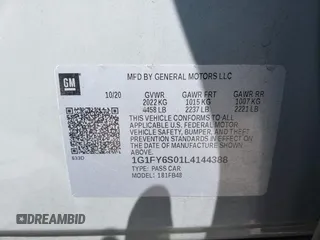 MFD BY GENERAL MOTORS LLC
GM
10/20 GVWR GAWR FRT GAWR RR
2022 KG 1015 KG 1007 KG
4458 LB 2237 LB 2221 LB
THIS VEHICLE CONFORMS TO ALL
APPLICABLE U.S. FEDERAL MOTOR
VEHICLE SAFETY, BUMPER, AND THEFT
PREVENTION STANDARDS IN EFFECT ON
THE DATE OF MANUFACTURE SHOWN ABOVE.
1G1FY6S01L4144388
TYPE: PASS CAR
MODEL: 1S1FB48
DREAMBID